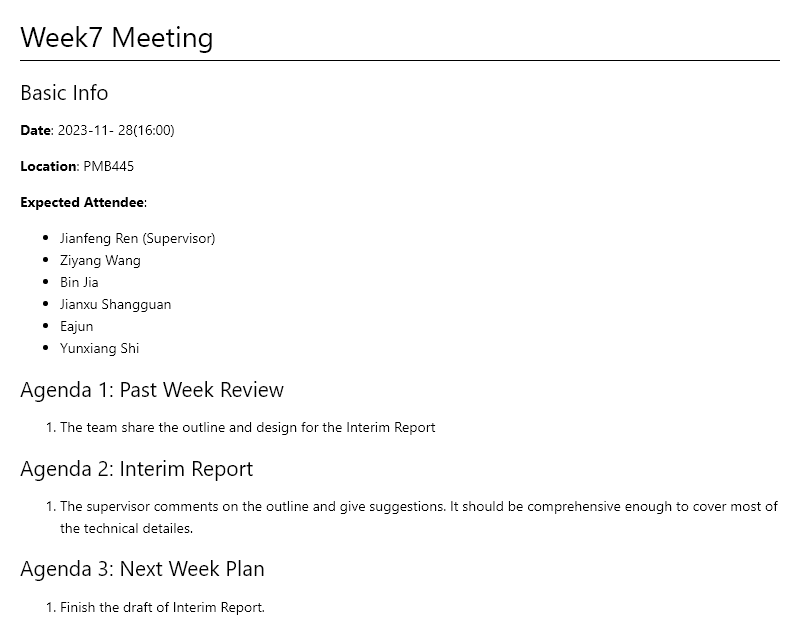 Week7 Meeting
Basic Info
Date: 2023-11- 28(16:00)
Location: PMB445
Expected Attendee:
• Jianfeng Ren (Supervisor)
• Ziyang Wang
• Bin Jia
• Jianxu Shangguan
• Eajun
• Yunxiang Shi
Agenda 1: Past Week Review
1. The team share the outline and design for the Interim Report
Agenda 2: Interim Report
1. The supervisor comments on the outline and give suggestions. It should be comprehensive enough to cover most of
the technical detailes.
Agenda 3: Next Week Plan
1. Finish the draft of Interim Report.